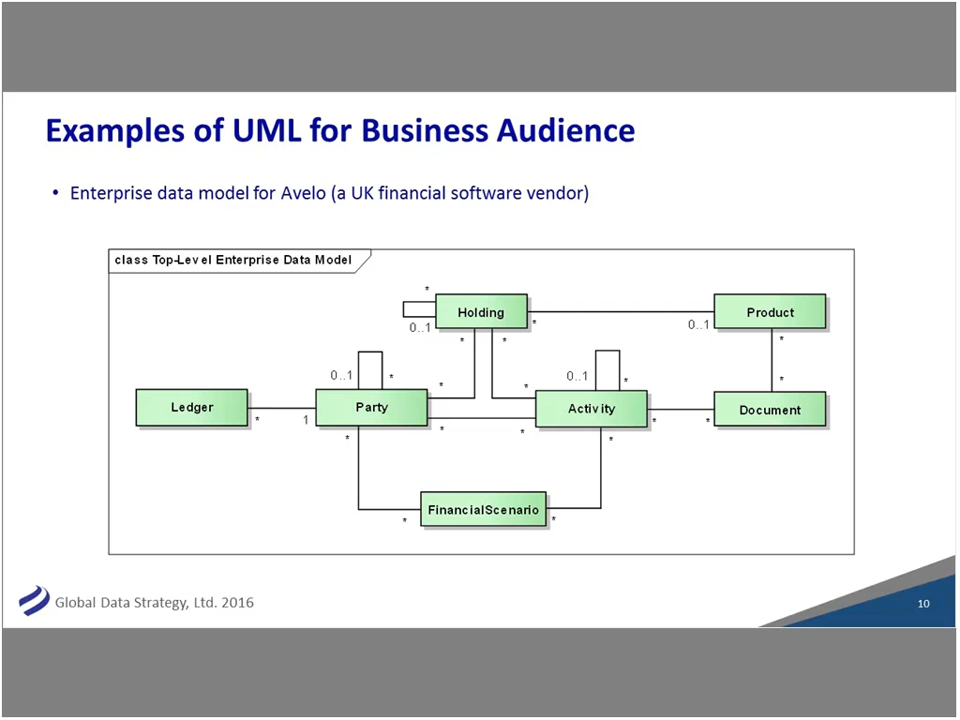 Examples of UML for Business Audience
• Enterprise data model for Avelo (a UK financial software vendor)
class Top-Level Enterprise Data Model
*
Holding
0..1
*
*
*
0..1
Product
*
0..1
*
*
*
0..1
*
*
Ledger
*
1
Party
*
*
*
Activity
*
*
Document
*
*
FinancialScenario
*
*
Global Data Strategy, Ltd. 2016
10